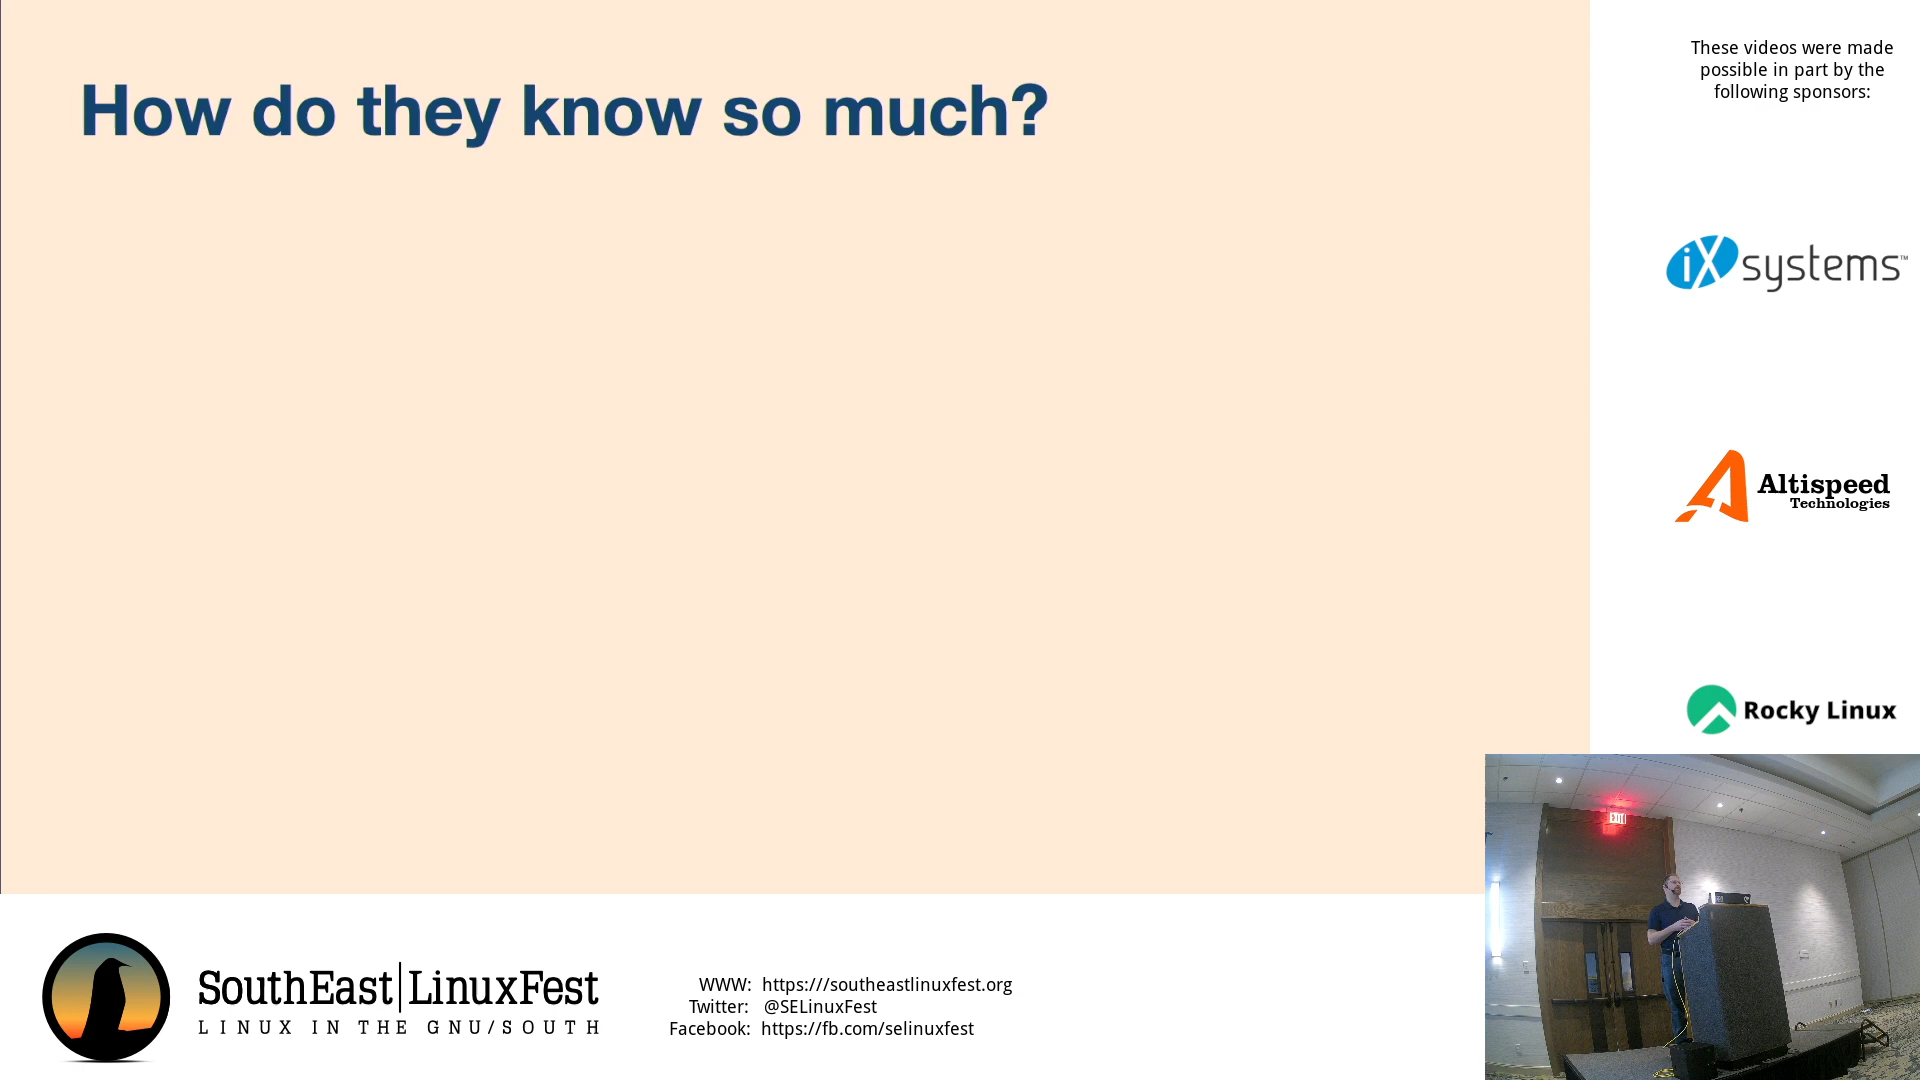 How do they know so much?
These videos were made
possible in part by the
following sponsors:
iXsystems™
Altispeed
Technologies
Rocky Linux
EXIT
SouthEast|LinuxFest
LINUX IN THE GNU/SOUTH
WWW: https:///southeastlinuxfest.org
Twitter: @SELinuxFest
Facebook: https://fb.com/selinuxfest